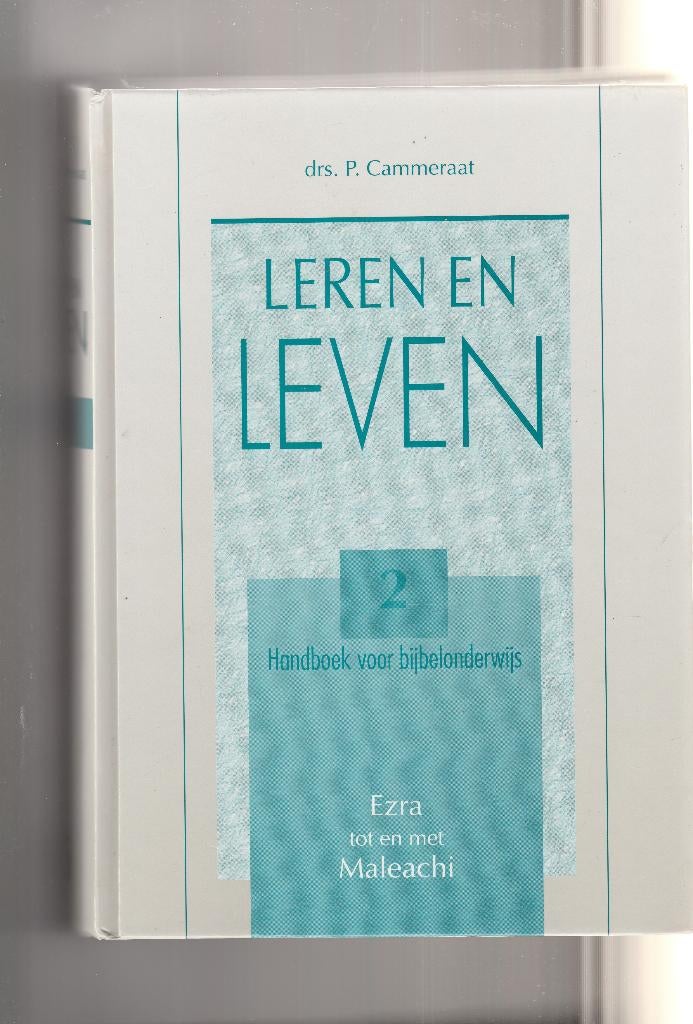 drs. P. Cammeraat
LEREN EN
LEVEN
2
Handboek voor bijbelonderwijs
Ezra
tot en met
Maleachi